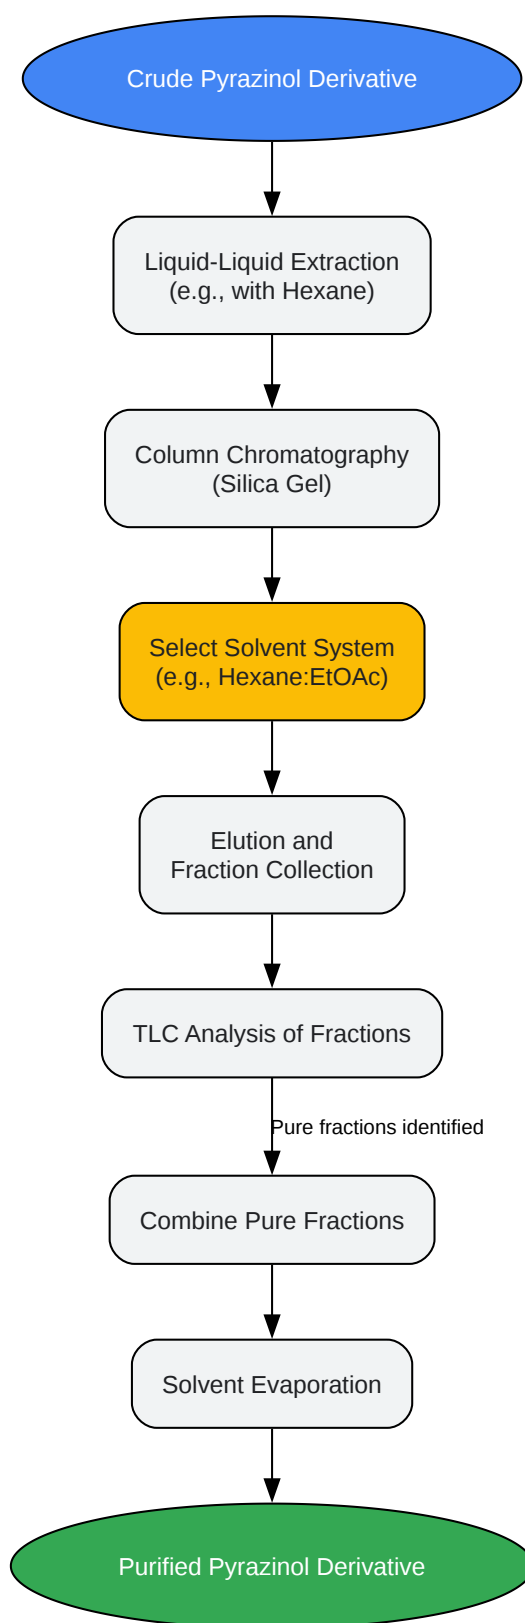 Crude Pyrazinol Derivative
Liquid-Liquid Extraction
(e.g., with Hexane)
Column Chromatography
(Silica Gel)
Select Solvent System
(e.g., Hexane:EtOAc)
Elution and
Fraction Collection
TLC Analysis of Fractions
Pure fractions identified
Combine Pure Fractions
Solvent Evaporation
Purified Pyrazinol Derivative